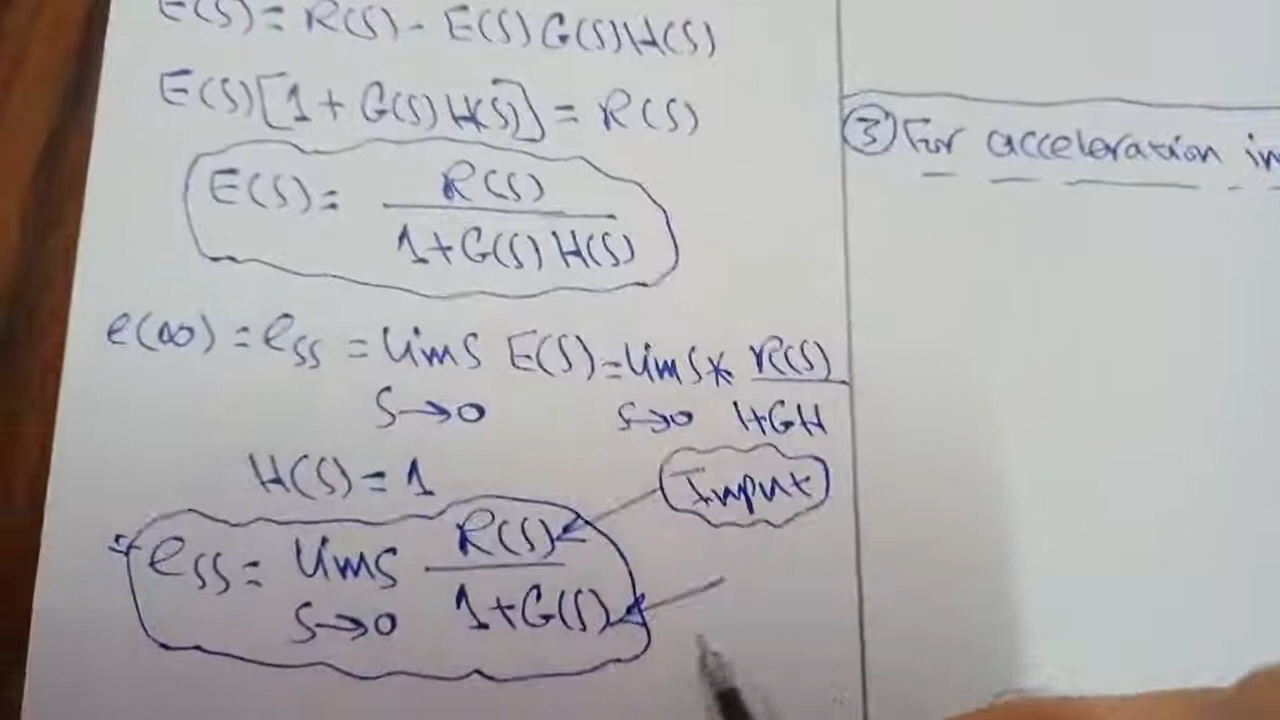 E(S) = R(S) - E(S) G(S) H(S)
E(S)[1 + G(S) H(S)] = R(S)
E(S) = R(S) / 1+G(S) H(S)
e(∞) = ess = lim S E(S) = lim S * R(S) / 1+GH
S→0 S→0
H(S) = 1
Input
ess = lim S R(S) / 1+G(S)
S→0
③ For acceleration in